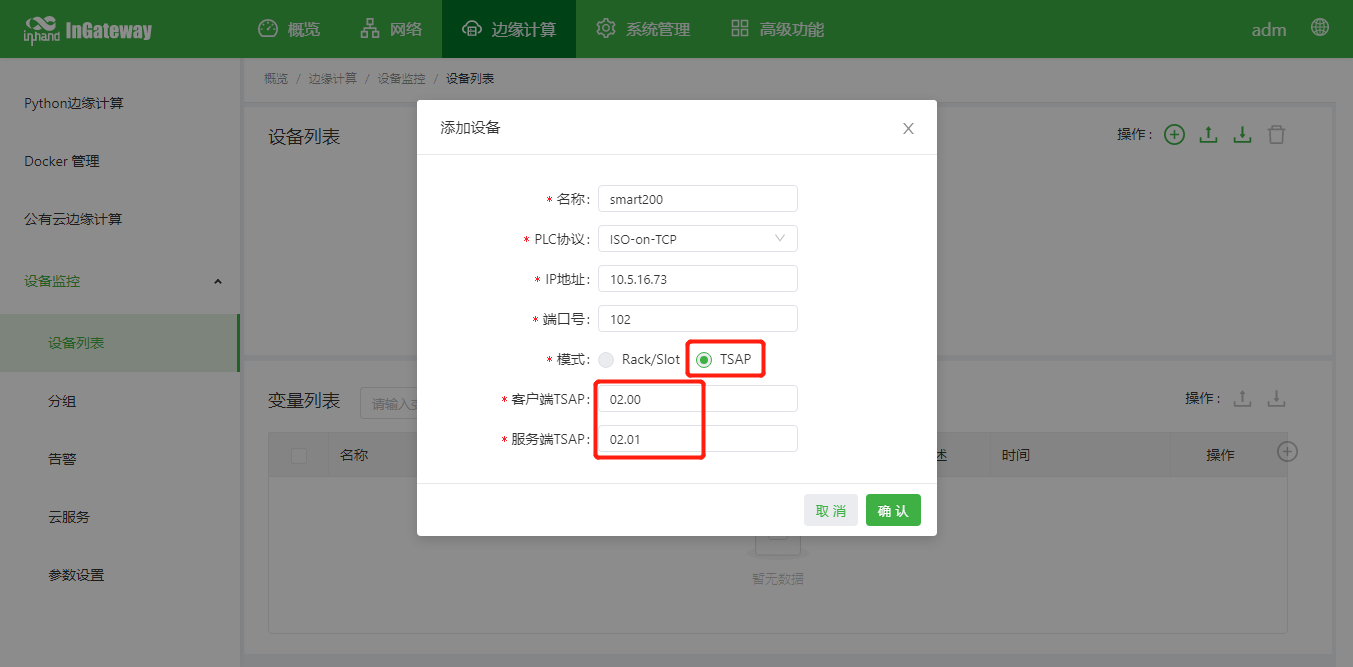 inhand InGateway 概览 网络 边缘计算 系统管理 高级功能 adm
概览 / 边缘计算 / 设备监控 / 设备列表
Python边缘计算
Docker 管理
公有云边缘计算
设备监控
设备列表
分组
告警
云服务
参数设置
设备列表
操作：
添加设备
* 名称： smart200
* PLC协议： ISO-on-TCP
* IP地址： 10.5.16.73
* 端口号： 102
* 模式： Rack/Slot TSAP
* 客户端TSAP： 02.00
* 服务端TSAP： 02.01
取 消 确 认
变量列表 请输入 操作：
名称 述 时间 操作
暂无数据